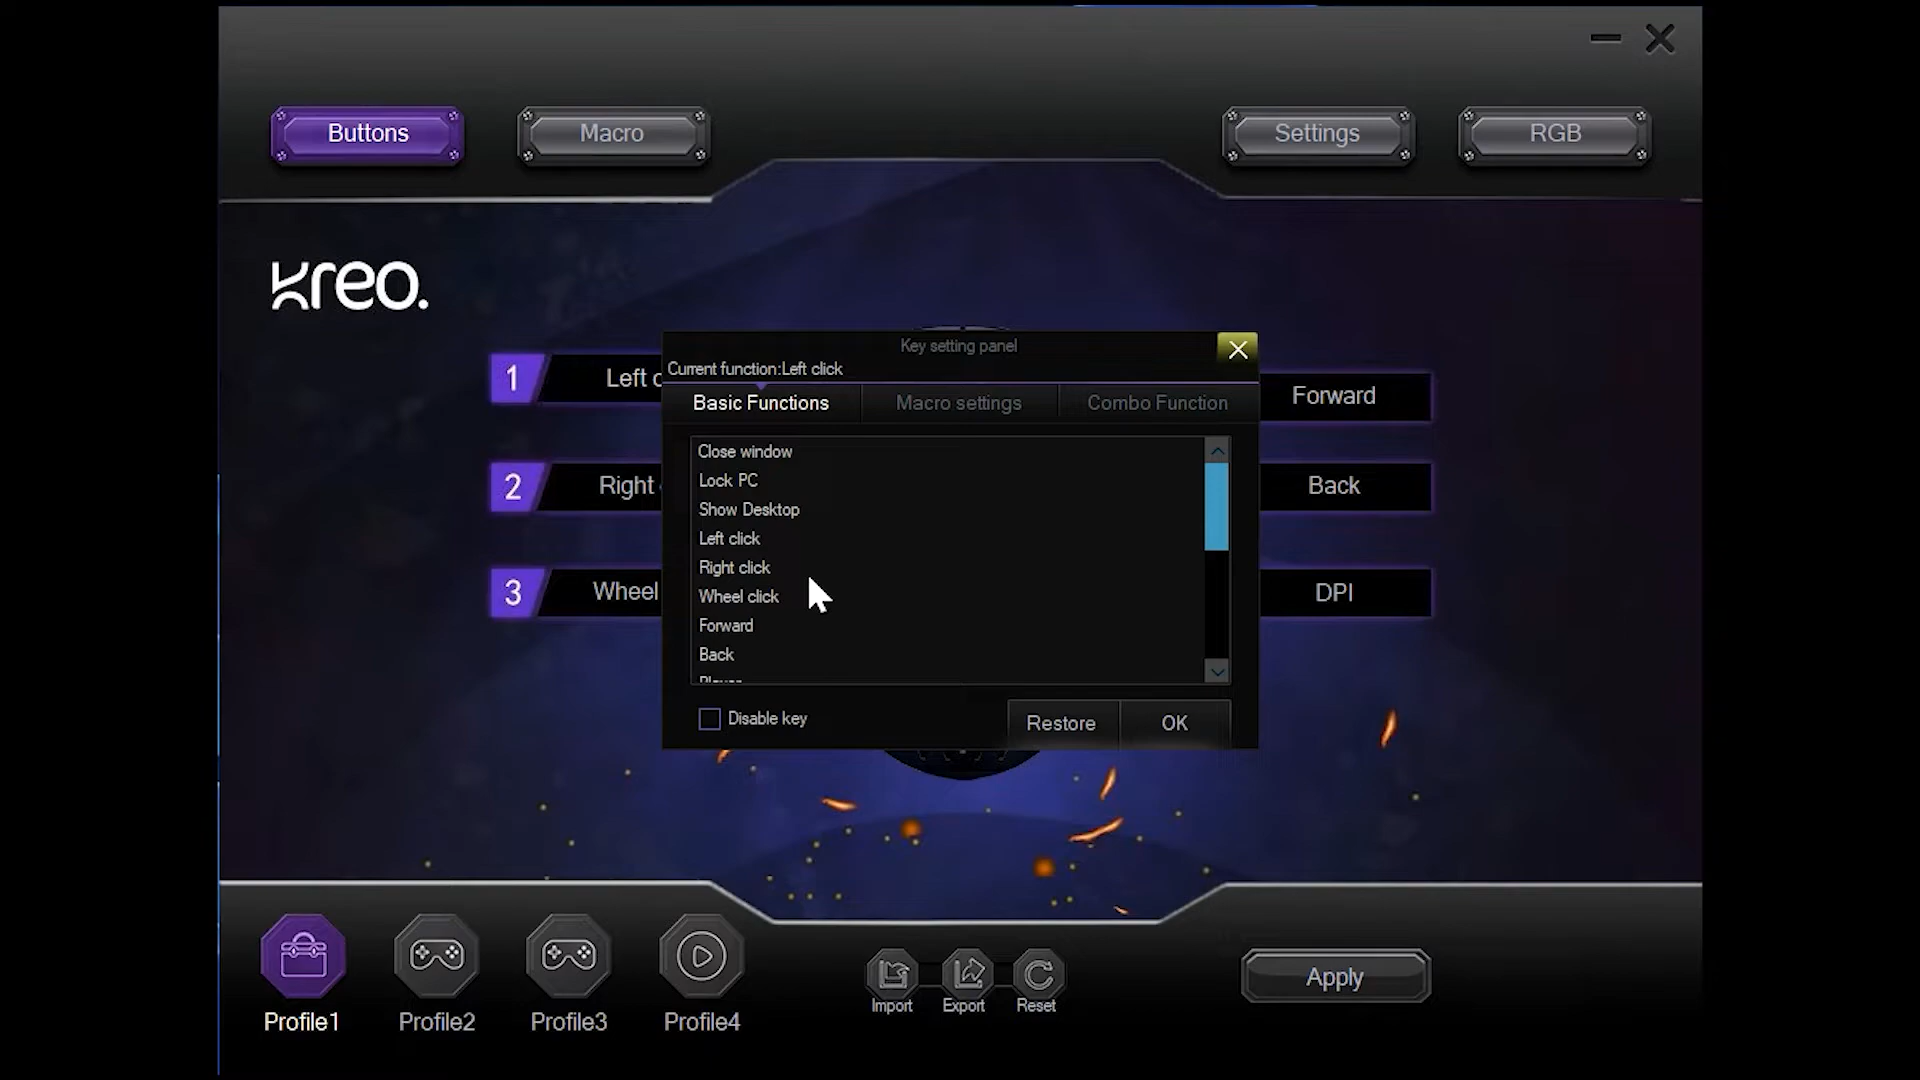 Buttons
Macro
Settings
RGB
kreo.
Key setting panel
Current function:Left click
Basic Functions
Macro settings
Combo Function
1
Left c
Forward
2
Right
Back
3
Wheel
DPI
Close window
Lock PC
Show Desktop
Left click
Right click
Wheel click
Forward
Back
Disable key
Restore
OK
Profile1
Profile2
Profile3
Profile4
Import
Export
Reset
Apply